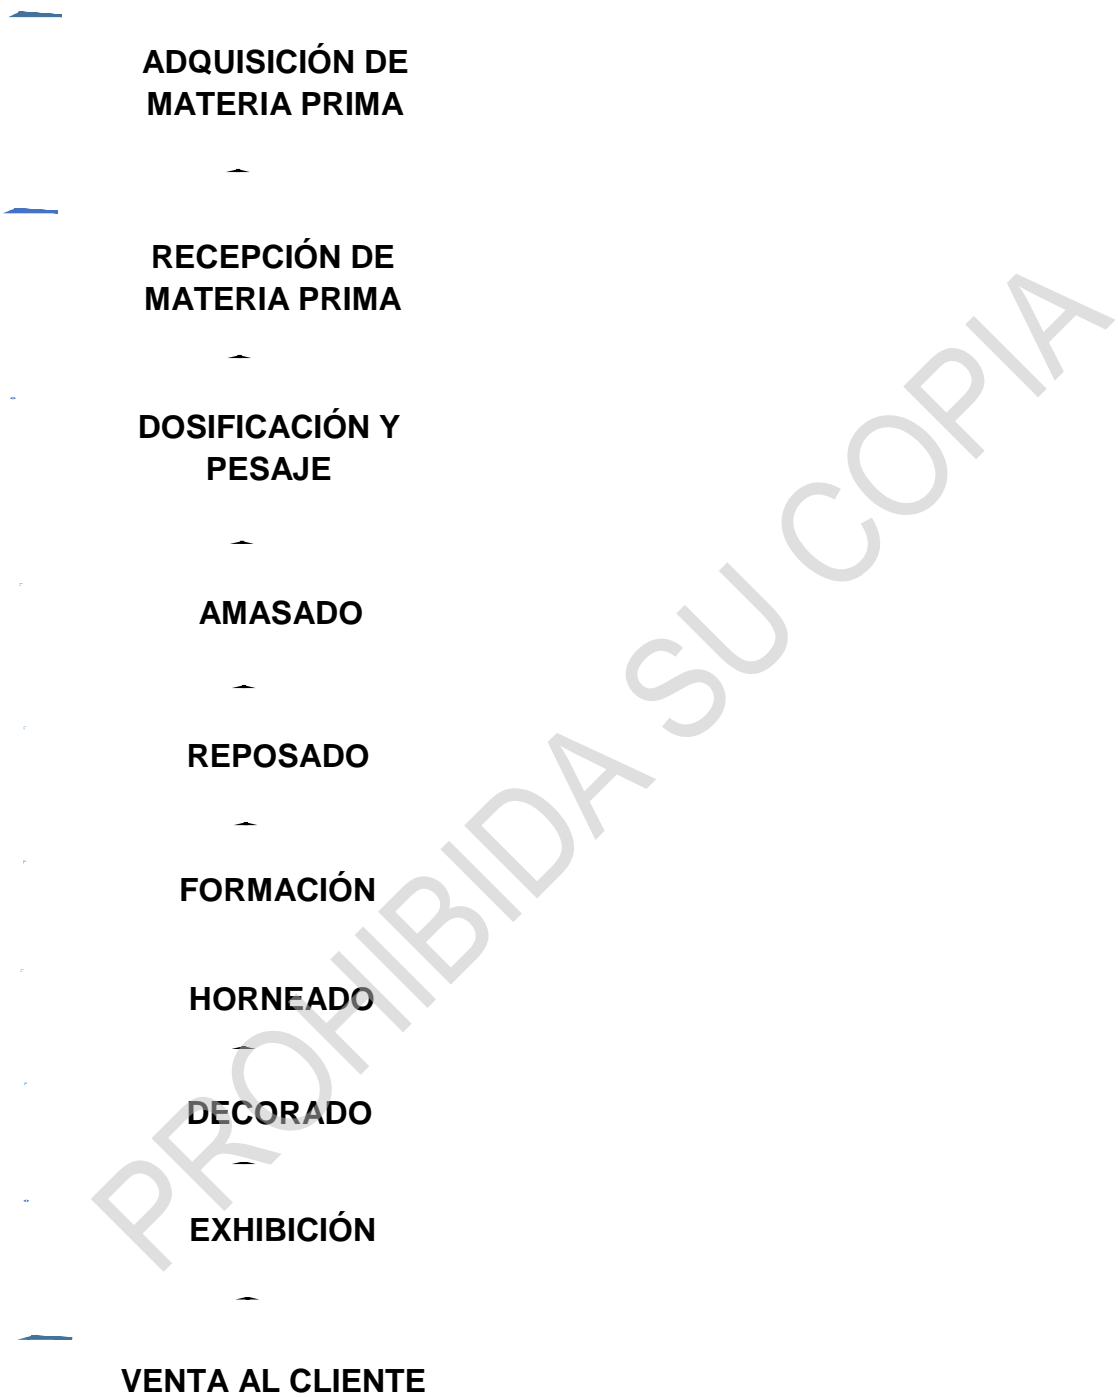 ADQUISICIÓN DE
MATERIA PRIMA
RECEPCIÓN DE
MATERIA PRIMA
DOSIFICACIÓN Y
PESAJE
AMASADO
REPOSADO
FORMACIÓN
HORNEADO
DECORADO
EXHIBICIÓN
VENTA AL CLIENTE
PROHIBIDA SU COPIA